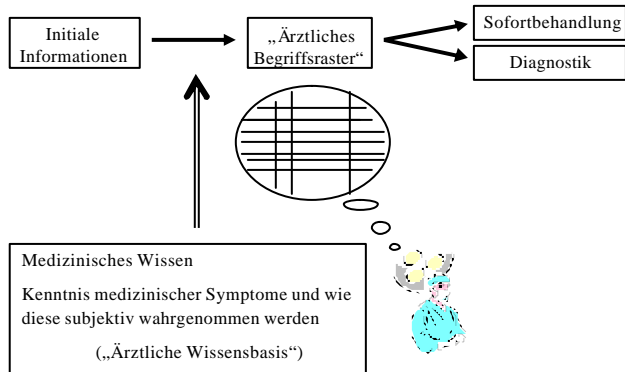 Initiale
Informationen
„Ärztliches
Begriffsraster“
Sofortbehandlung
Diagnostik
Medizinisches Wissen
Kenntnis medizinischer Symptome und wie
diese subjektiv wahrgenommen werden
(„Ärztliche Wissensbasis“)